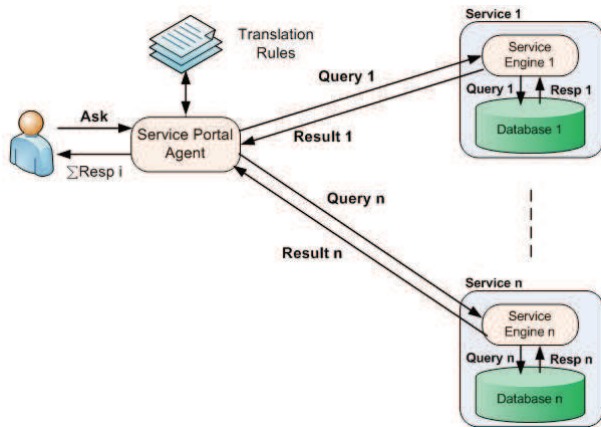 Translation
Rules
Ask
∑Resp i
Service Portal
Agent
Query 1
Result 1
Query n
Result n
Service 1
Service
Engine 1
Query 1
Resp 1
Database 1
Service n
Service
Engine n
Query n
Resp n
Database n